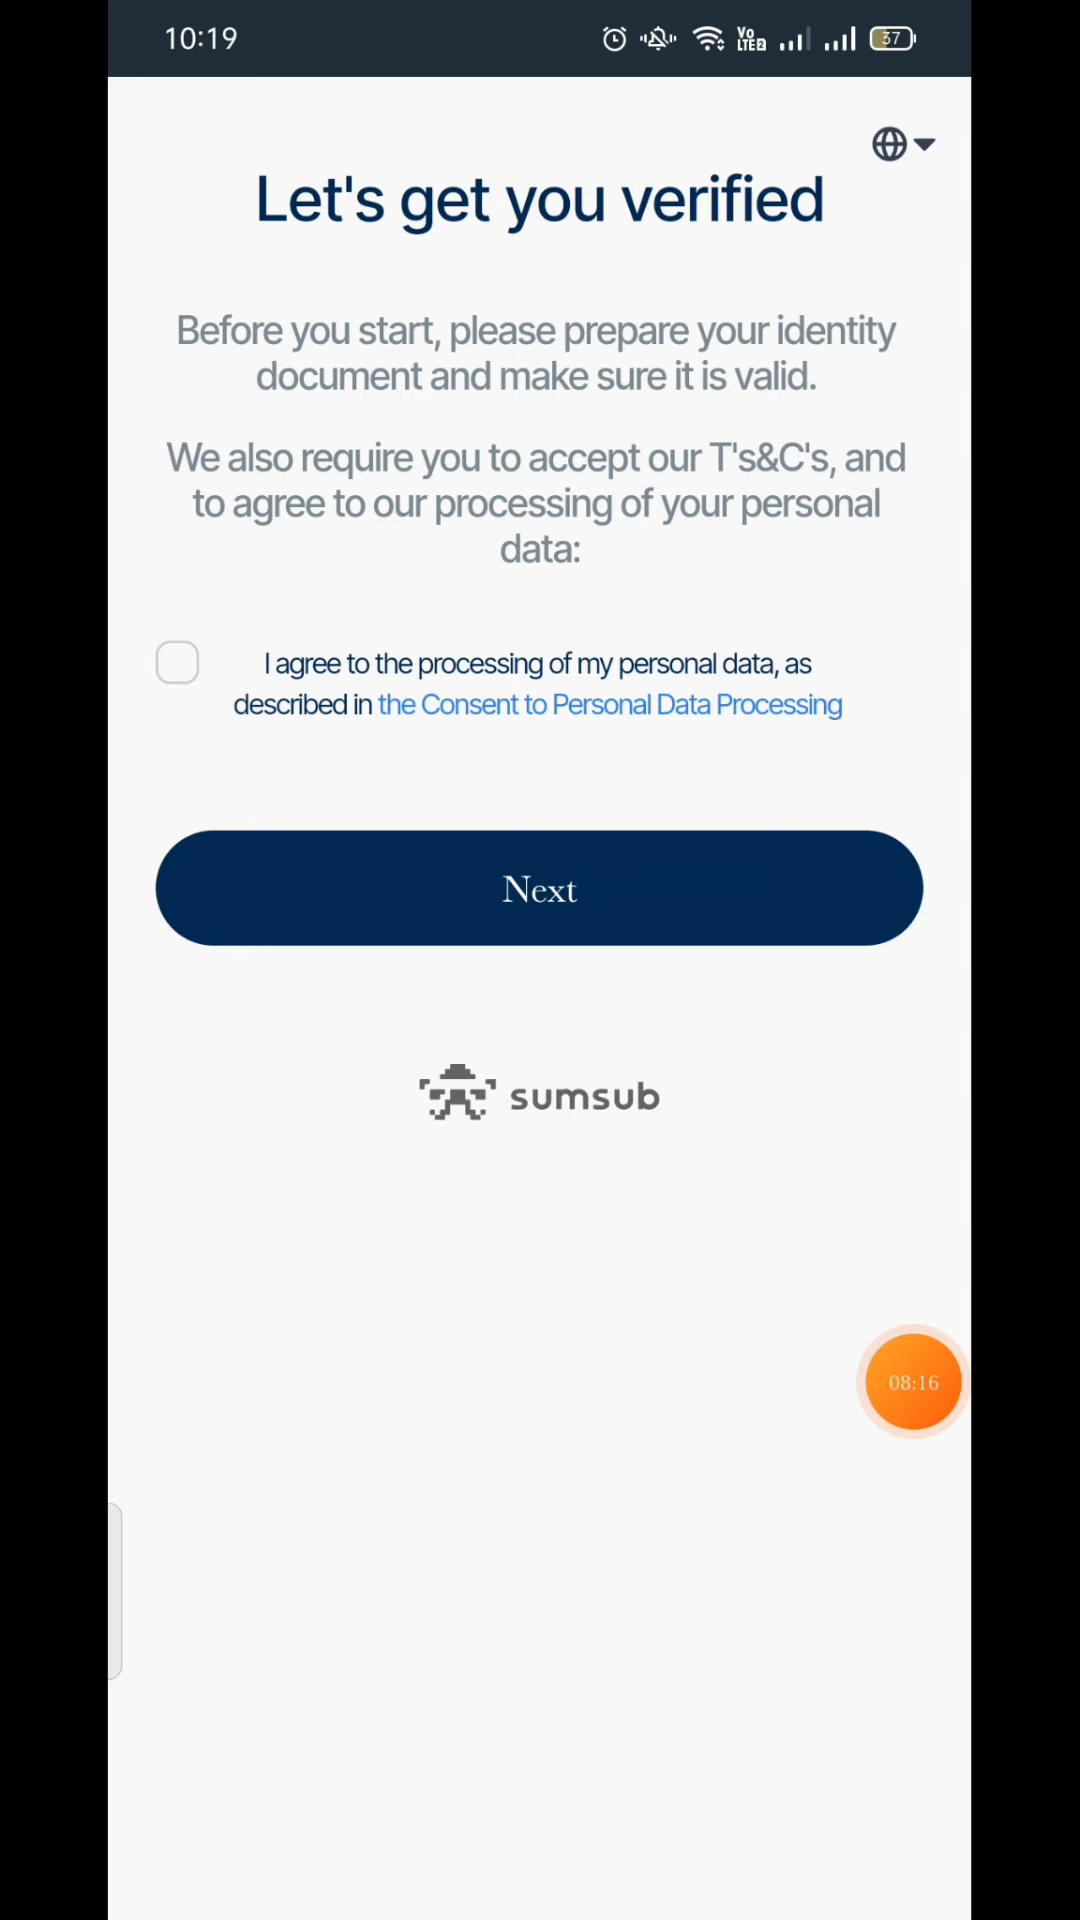 10:19
Vo
LTE2
37
Let's get you verified
Before you start, please prepare your identity
document and make sure it is valid.
We also require you to accept our T's&C's, and
to agree to our processing of your personal
data:
I agree to the processing of my personal data, as
described in the Consent to Personal Data Processing
Next
sumsub
08:16